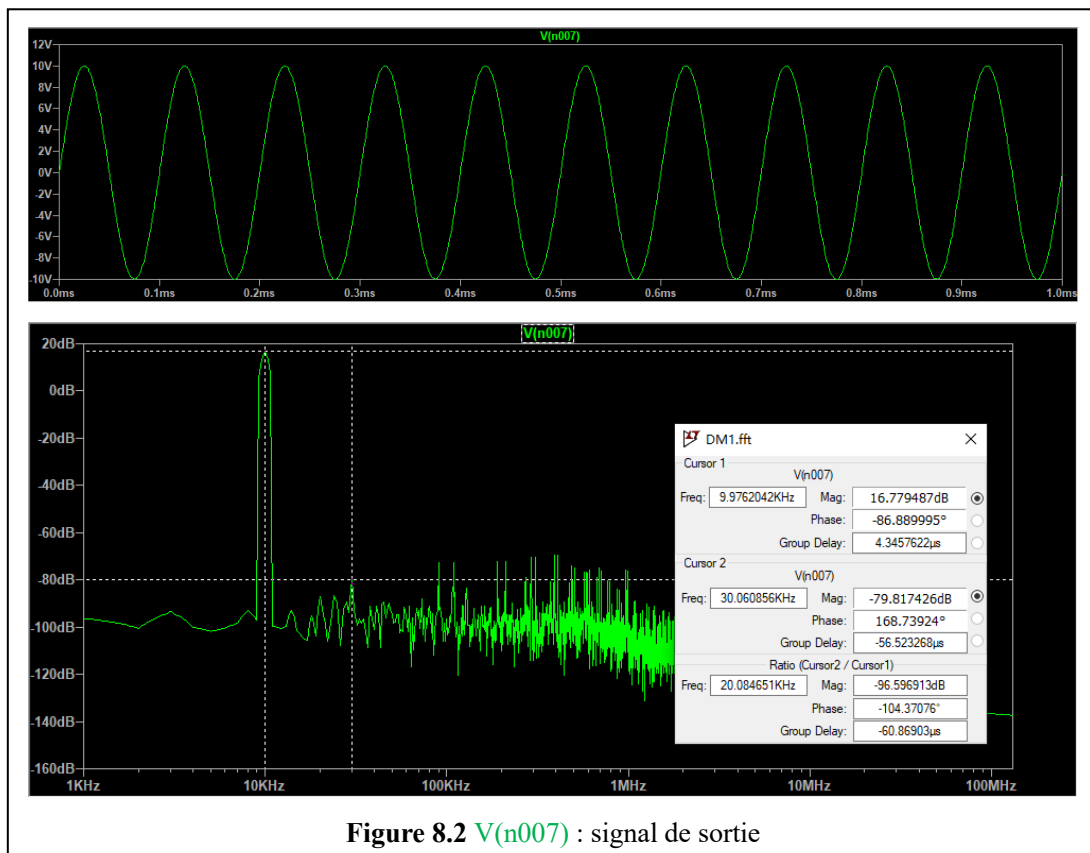 V(n007)
12V
10V
8V
6V
4V
2V
0V
-2V
-4V
-6V
-8V
-10V
0.0ms 0.1ms 0.2ms 0.3ms 0.4ms 0.5ms 0.6ms 0.7ms 0.8ms 0.9ms 1.0ms
V(n007)
20dB
0dB
-20dB
-40dB
-60dB
-80dB
-100dB
-120dB
-140dB
-160dB
1KHz 10KHz 100KHz 1MHz 10MHz 100MHz
DM1.fft
Cursor 1
V(n007)
Freq: 9.9762042KHz Mag: 16.779487dB
Phase: -86.889995°
Group Delay: 4.3457622µs
Cursor 2
V(n007)
Freq: 30.060856KHz Mag: -79.817426dB
Phase: 168.73924°
Group Delay: -56.523268µs
Ratio (Cursor2 / Cursor1)
Freq: 20.084651KHz Mag: -96.596913dB
Phase: -104.37076°
Group Delay: -60.86903µs
Figure 8.2 V(n007) : signal de sortie